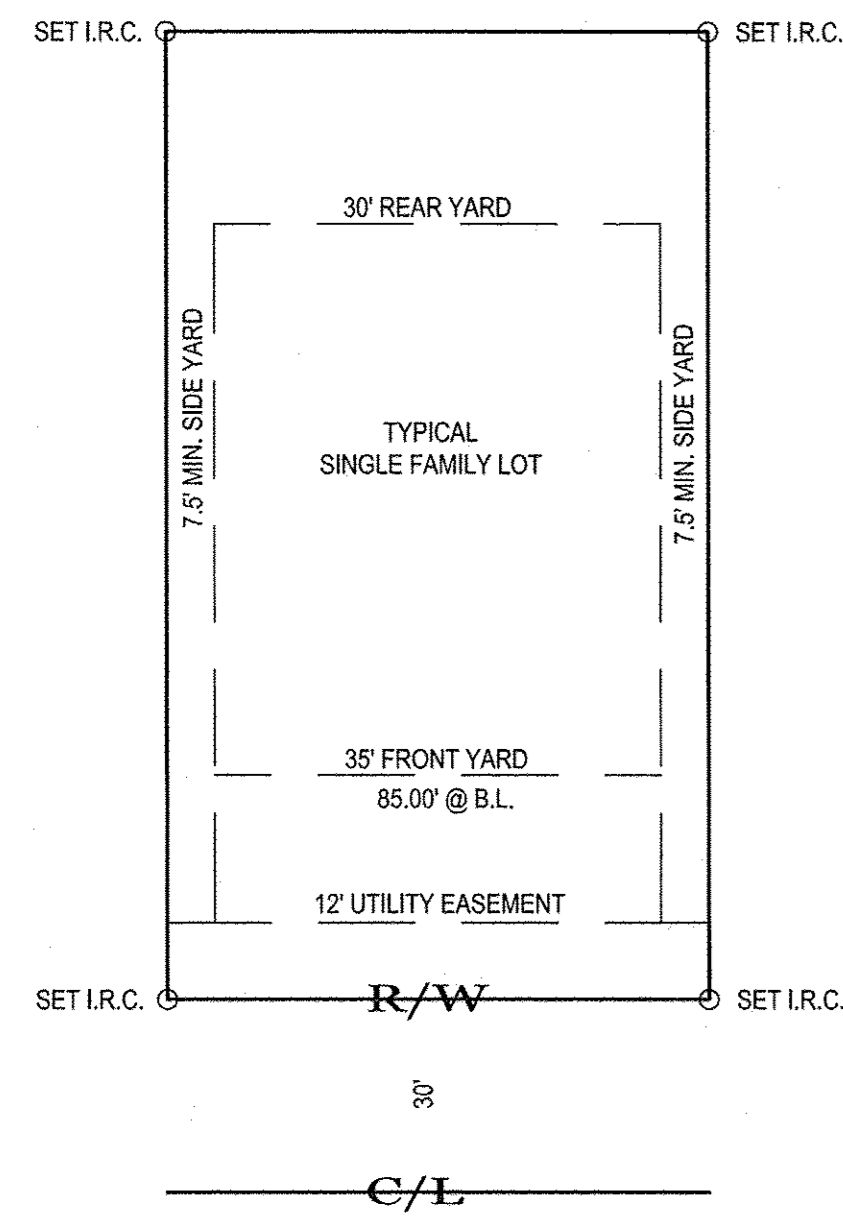 SET I.R.C.
SET I.R.C.
30' REAR YARD
7.5' MIN. SIDE YARD
7.5' MIN. SIDE YARD
TYPICAL
SINGLE FAMILY LOT
35' FRONT YARD
85.00' @ B.L.
12' UTILITY EASEMENT
SET I.R.C.
R/W
SET I.R.C.
30'
C/L